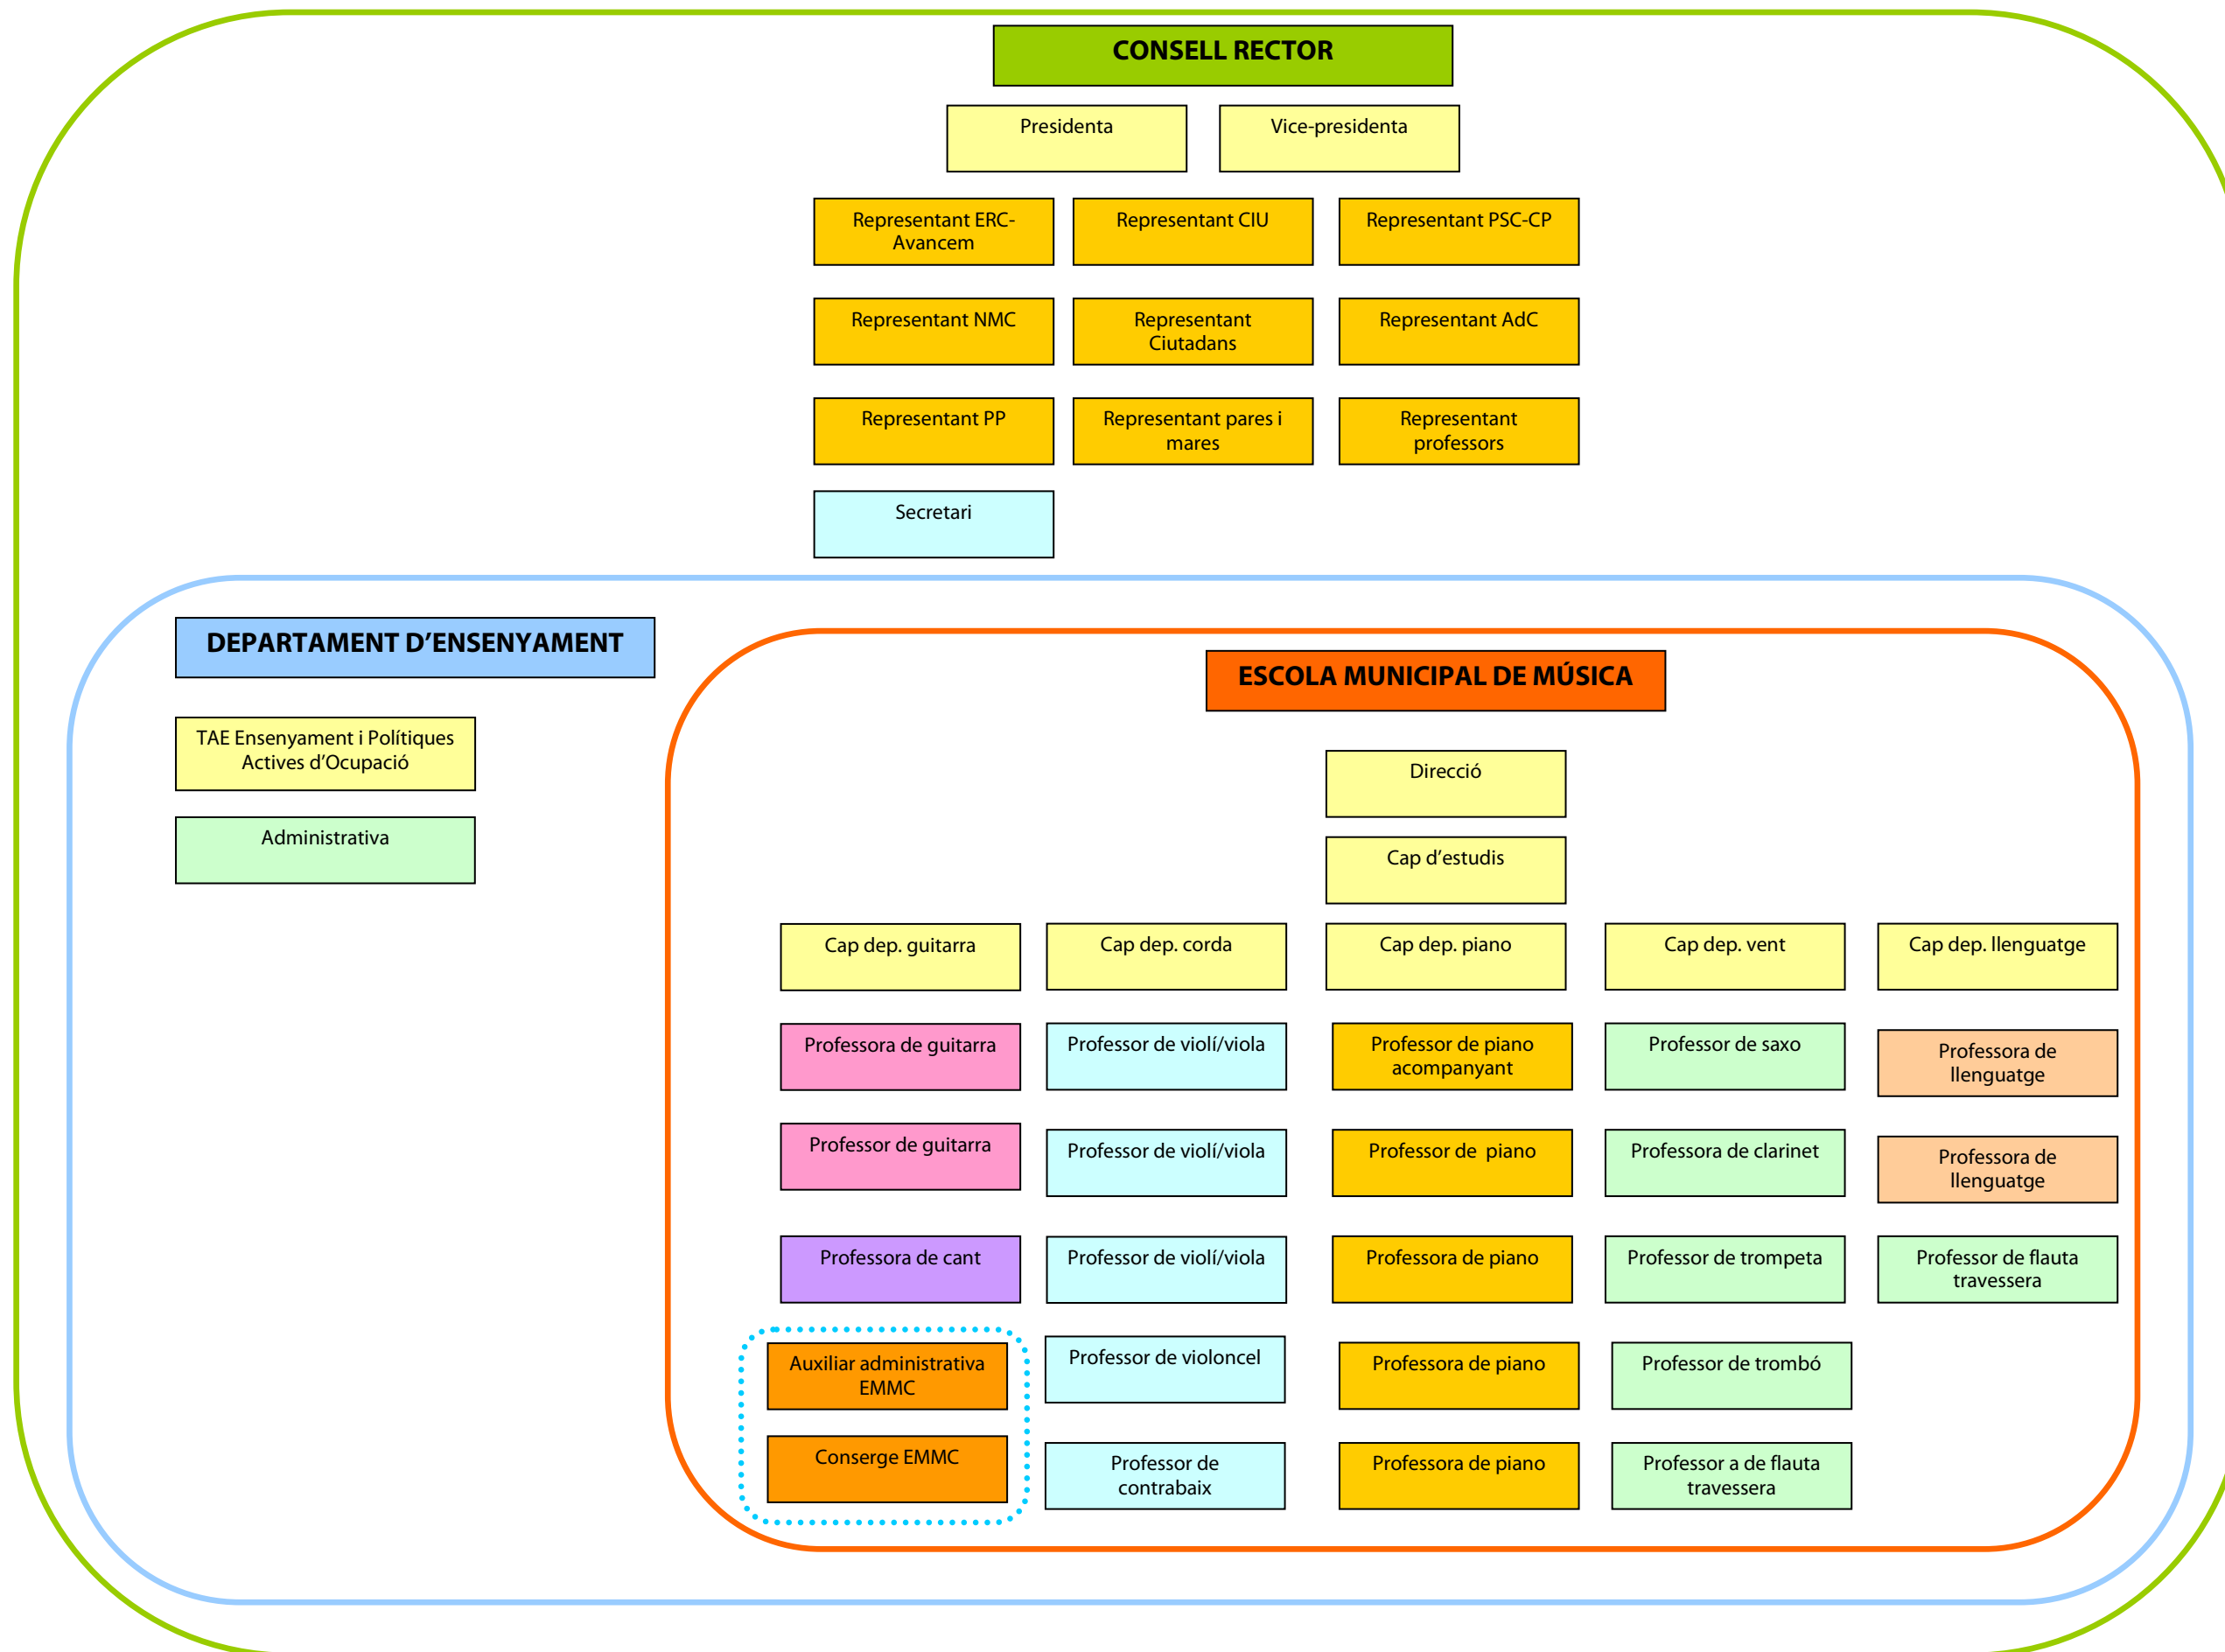 CONSELL RECTOR
Presidenta
Vice-presidenta
Representant ERC-
Avancem
Representant CIU
Representant PSC-CP
Representant NMC
Representant
Ciutadans
Representant AdC
Representant PP
Representant pares i
mares
Representant
professors
Secretari
DEPARTAMENT D’ENSENYAMENT
TAE Ensenyament i Polítiques
Actives d’Ocupació
Administrativa
ESCOLA MUNICIPAL DE MÚSICA
Direcció
Cap d’estudis
Cap dep. guitarra
Cap dep. corda
Cap dep. piano
Cap dep. vent
Cap dep. llenguatge
Professora de guitarra
Professor de violí/viola
Professor de piano
acompanyant
Professor de saxo
Professora de
llenguatge
Professor de guitarra
Professor de violí/viola
Professor de  piano
Professora de clarinet
Professora de
llenguatge
Professora de cant
Professor de violí/viola
Professora de piano
Professor de trompeta
Professor de flauta
travessera
Auxiliar administrativa
EMMC
Professor de violoncel
Professora de piano
Professor de trombó
Conserge EMMC
Professor de
contrabaix
Professora de piano
Professor a de flauta
travessera